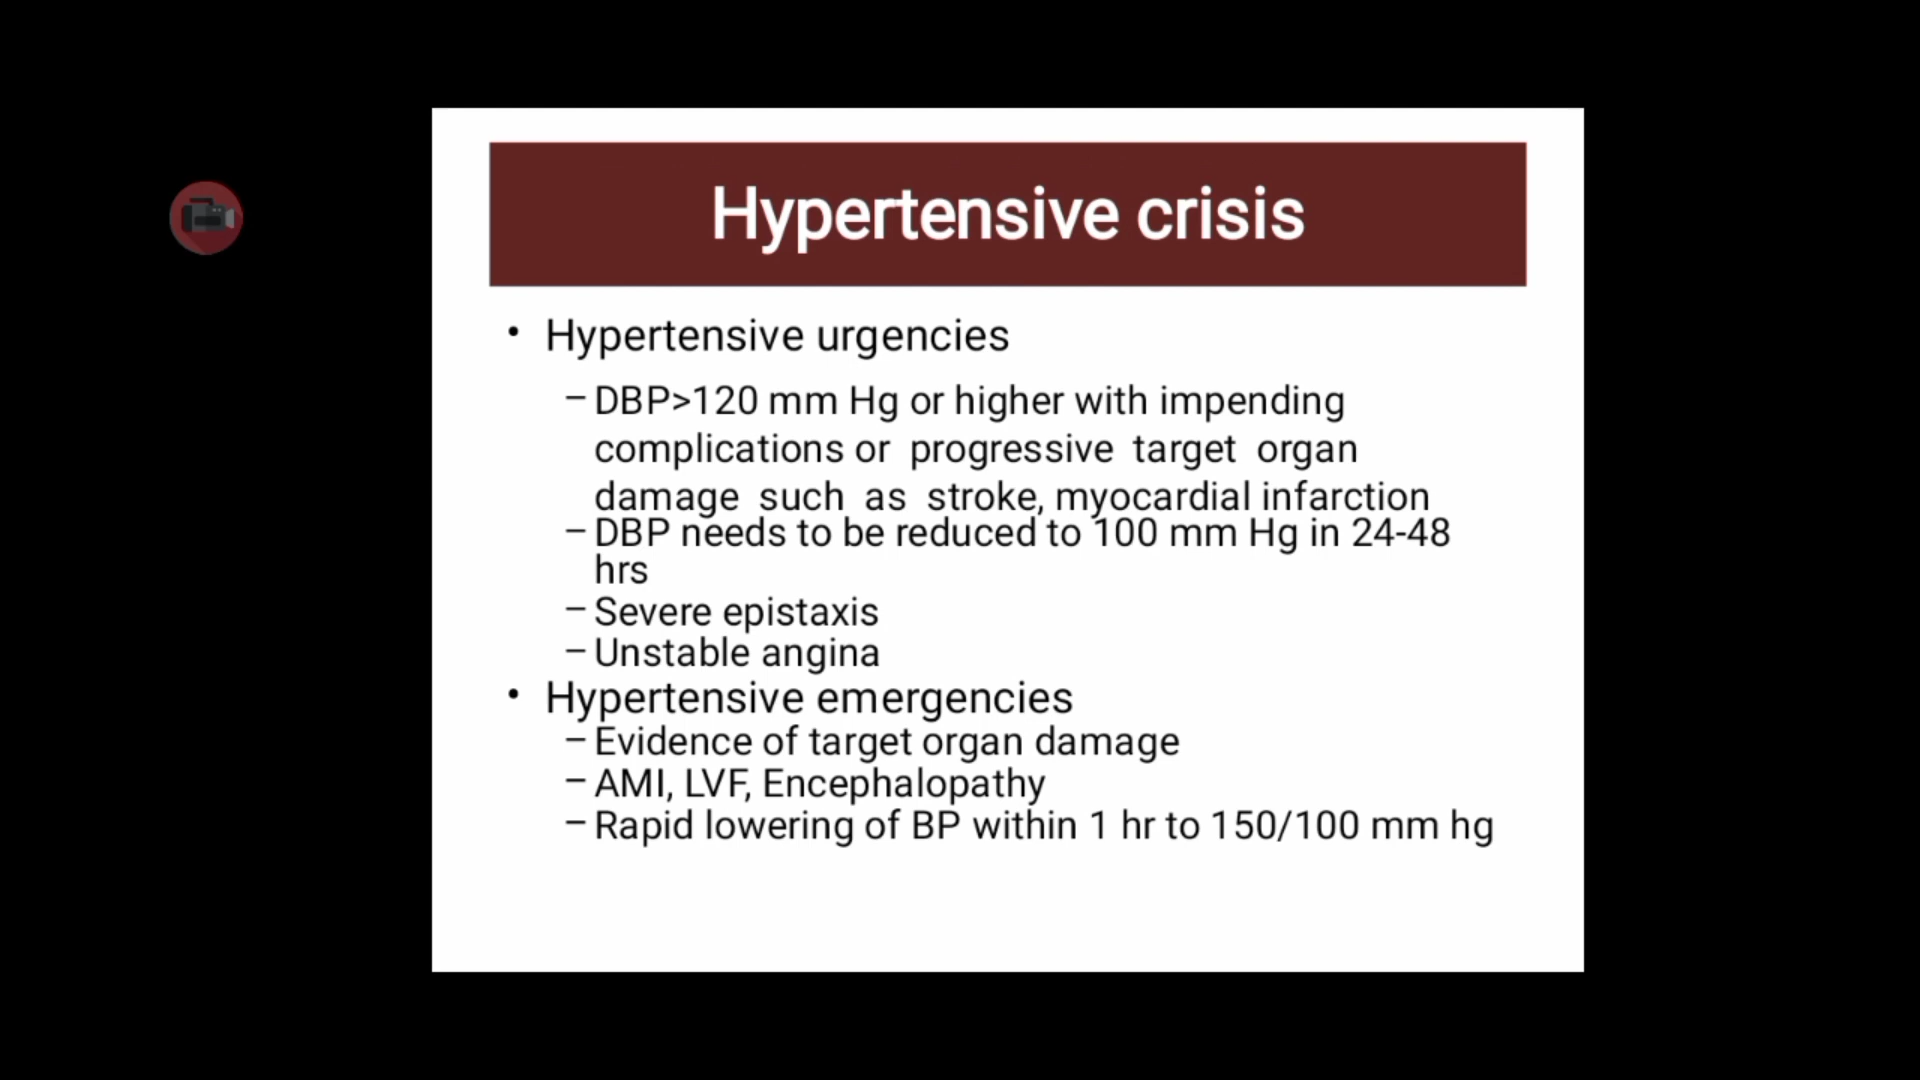 Hypertensive crisis
• Hypertensive urgencies
– DBP>120 mm Hg or higher with impending
complications or progressive target organ
damage such as stroke, myocardial infarction
– DBP needs to be reduced to 100 mm Hg in 24-48
hrs
– Severe epistaxis
– Unstable angina
• Hypertensive emergencies
– Evidence of target organ damage
– AMI, LVF, Encephalopathy
– Rapid lowering of BP within 1 hr to 150/100 mm hg